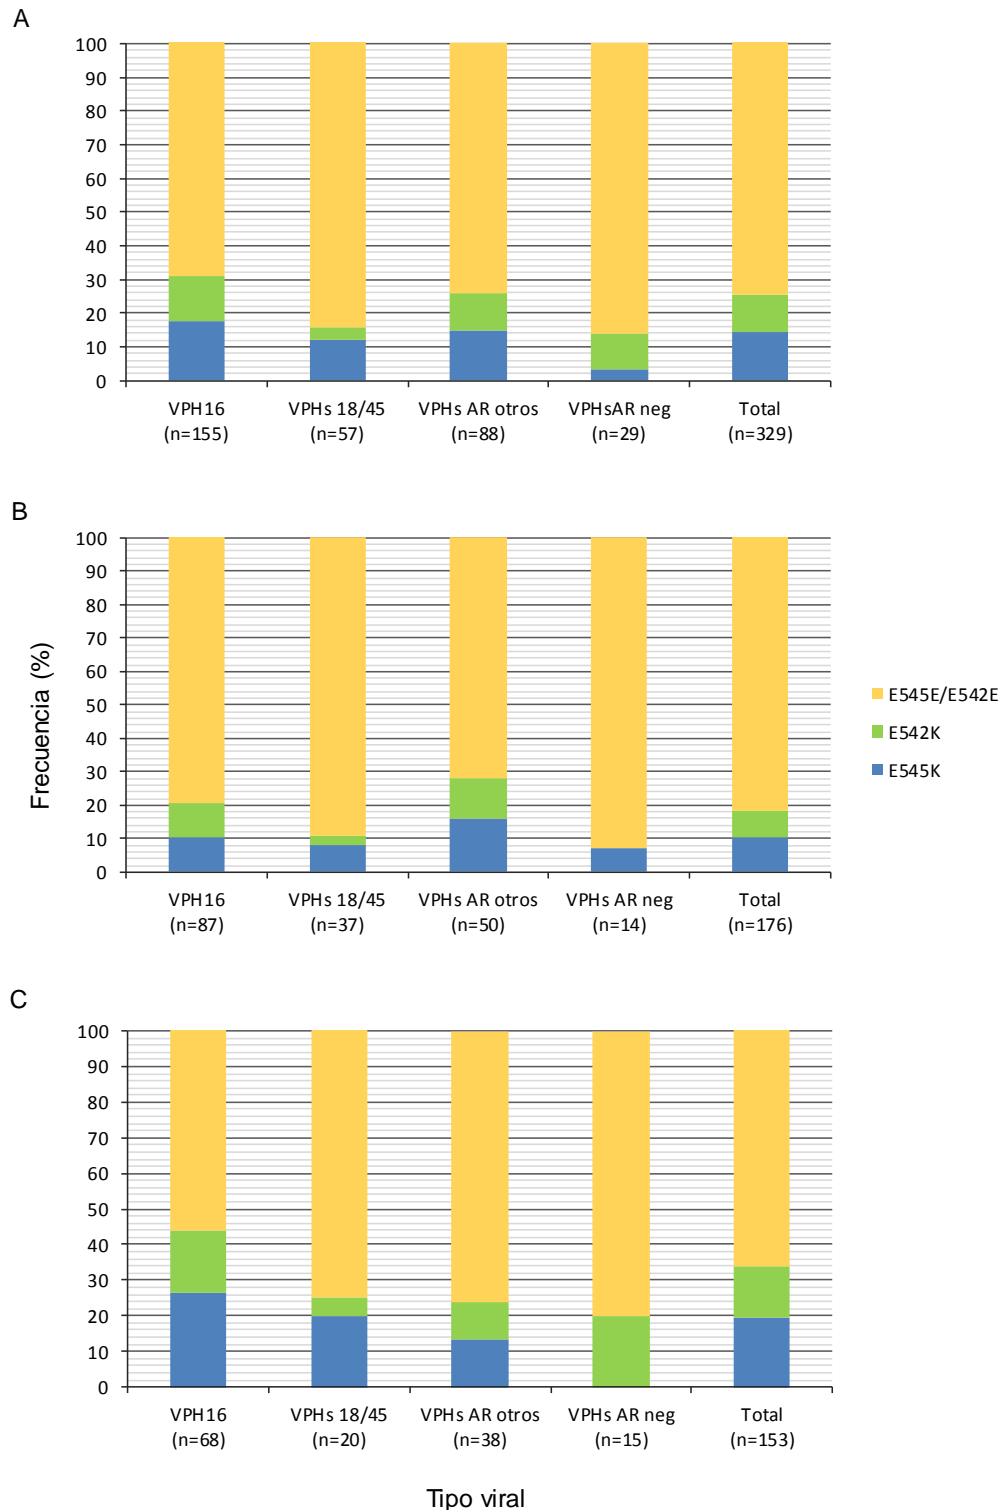 A
100
90
80
70
60
50
40
30
20
10
0
VPH16 VPHs 18/45 VPHs AR otros VPHsAR neg Total
(n=155) (n=57) (n=88) (n=29) (n=329)
B
100
90
80
70
60
50
40
30
20
10
0
VPH16 VPHs 18/45 VPHs AR otros VPHs AR neg Total
(n=87) (n=37) (n=50) (n=14) (n=176)
Frecuencia (%)
E545E/E542E
E542K
E545K
C
100
90
80
70
60
50
40
30
20
10
0
VPH16 VPHs 18/45 VPHs AR otros VPHs AR neg Total
(n=68) (n=20) (n=38) (n=15) (n=153)
Tipo viral